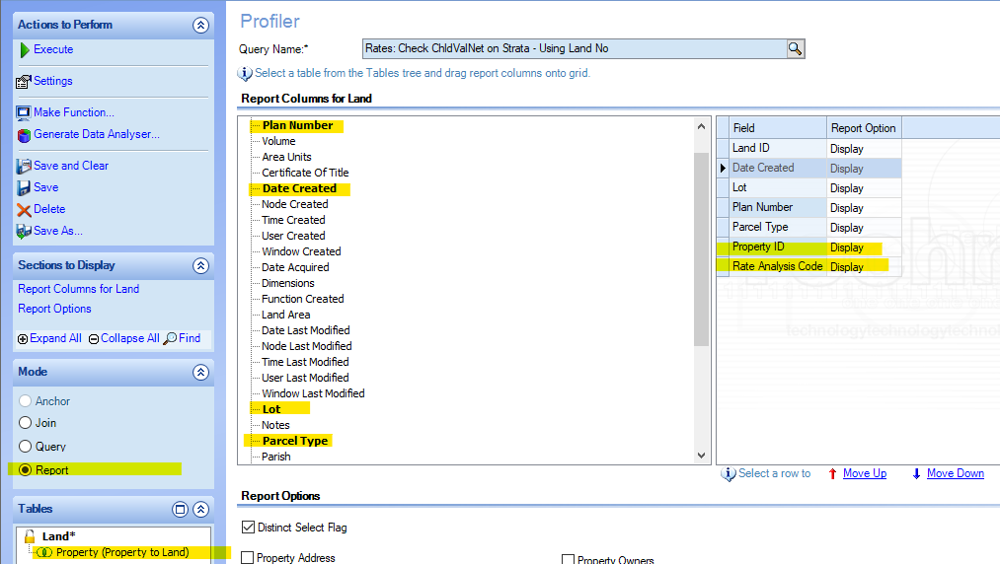 Actions to Perform
Execute
Settings
Make Function...
Generate Data Analyser...
Save and Clear
Save
Delete
Save As...
Sections to Display
Report Columns for Land
Report Options
Expand All Collapse All Find
Mode
Anchor
Join
Query
Report
Tables
Land*
Property (Property to Land)
Profiler
Query Name:* Rates: Check ChldValNet on Strata - Using Land No
Select a table from the Tables tree and drag report columns onto grid.
Report Columns for Land
Plan Number
Volume
Area Units
Certificate Of Title
Date Created
Node Created
Time Created
User Created
Window Created
Date Acquired
Dimensions
Function Created
Land Area
Date Last Modified
Node Last Modified
Time Last Modified
User Last Modified
Window Last Modified
Lot
Notes
Parcel Type
Parish
Field Report Option
Land ID Display
Date Created Display
Lot Display
Plan Number Display
Parcel Type Display
Property ID Display
Rate Analysis Code Display
technologytechnologytechno
Select a row to Move Up Move Down
Report Options
Distinct Select Flag
Property Address Property Owners